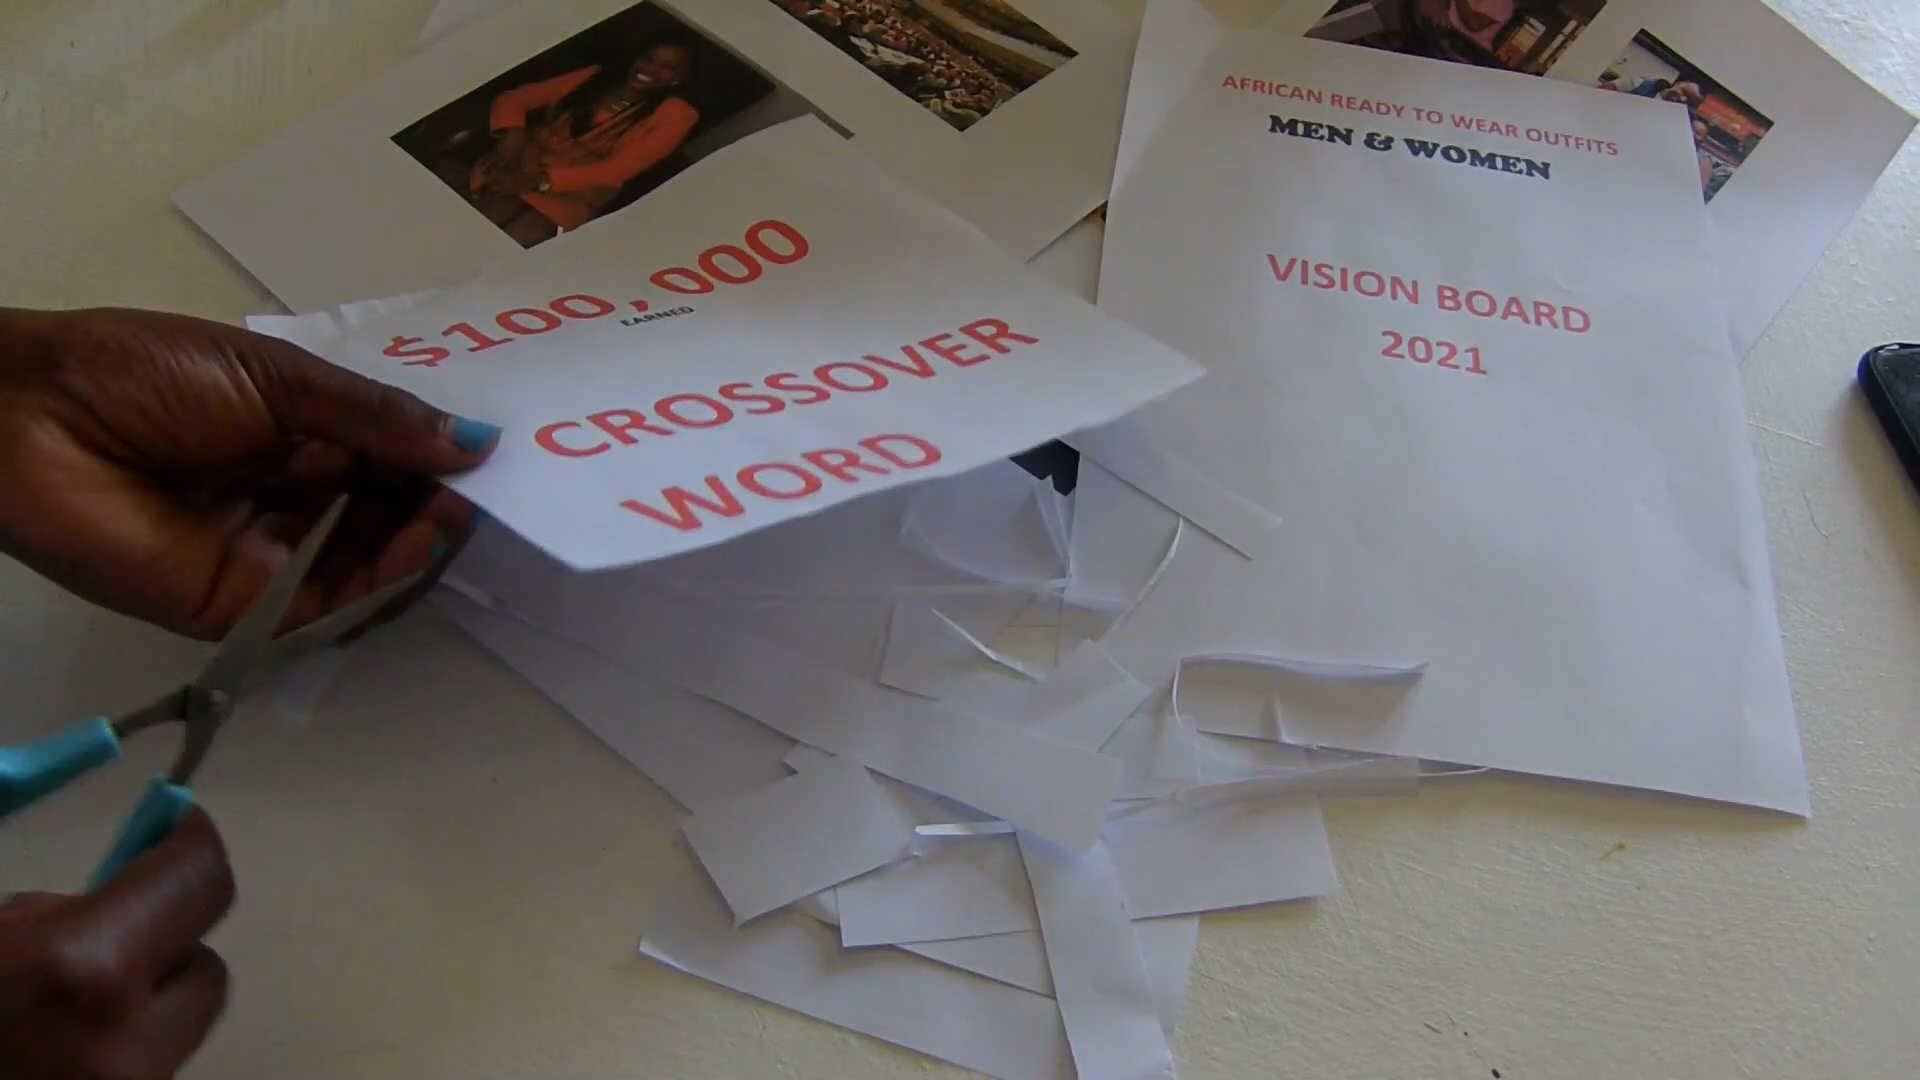 $100,000
EARNED
CROSSOVER
WORD
AFRICAN READY TO WEAR OUTFITS
MEN & WOMEN
VISION BOARD
2021